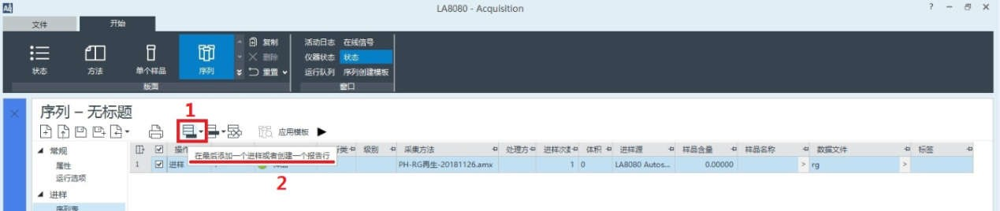 LA8080 - Acquisition
文件 开始
复制 活动日志 在线信号
删除 仪器状态 状态
状态 方法 单个样品 序列 重置 运行队列 序列创建模板
版面 窗口
序列 – 无标题
1
应用模板
常规 级别 采集方法 处理方 进样次 体积 进样源 样品含量 样品名称 数据文件 标签
在最后添加一个进样或者创建一个报告行
属性 1 进样 PH-RG再生-20181126.amx 1 0 LA8080 Autos... 0.00000 rg
运行选项
2
进样
序列表